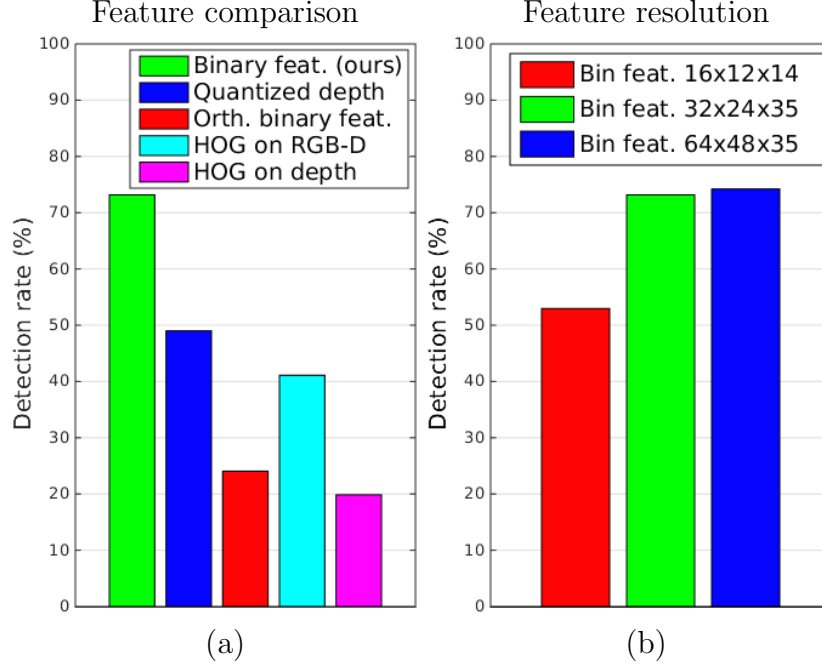 Feature comparison
Feature resolution
100
90
80
70
60
50
40
30
20
10
0
Detection rate (%)
Binary feat. (ours)
Quantized depth
Orth. binary feat.
HOG on RGB-D
HOG on depth
(a)
100
90
80
70
60
50
40
30
20
10
0
Detection rate (%)
Bin feat. 16x12x14
Bin feat. 32x24x35
Bin feat. 64x48x35
(b)